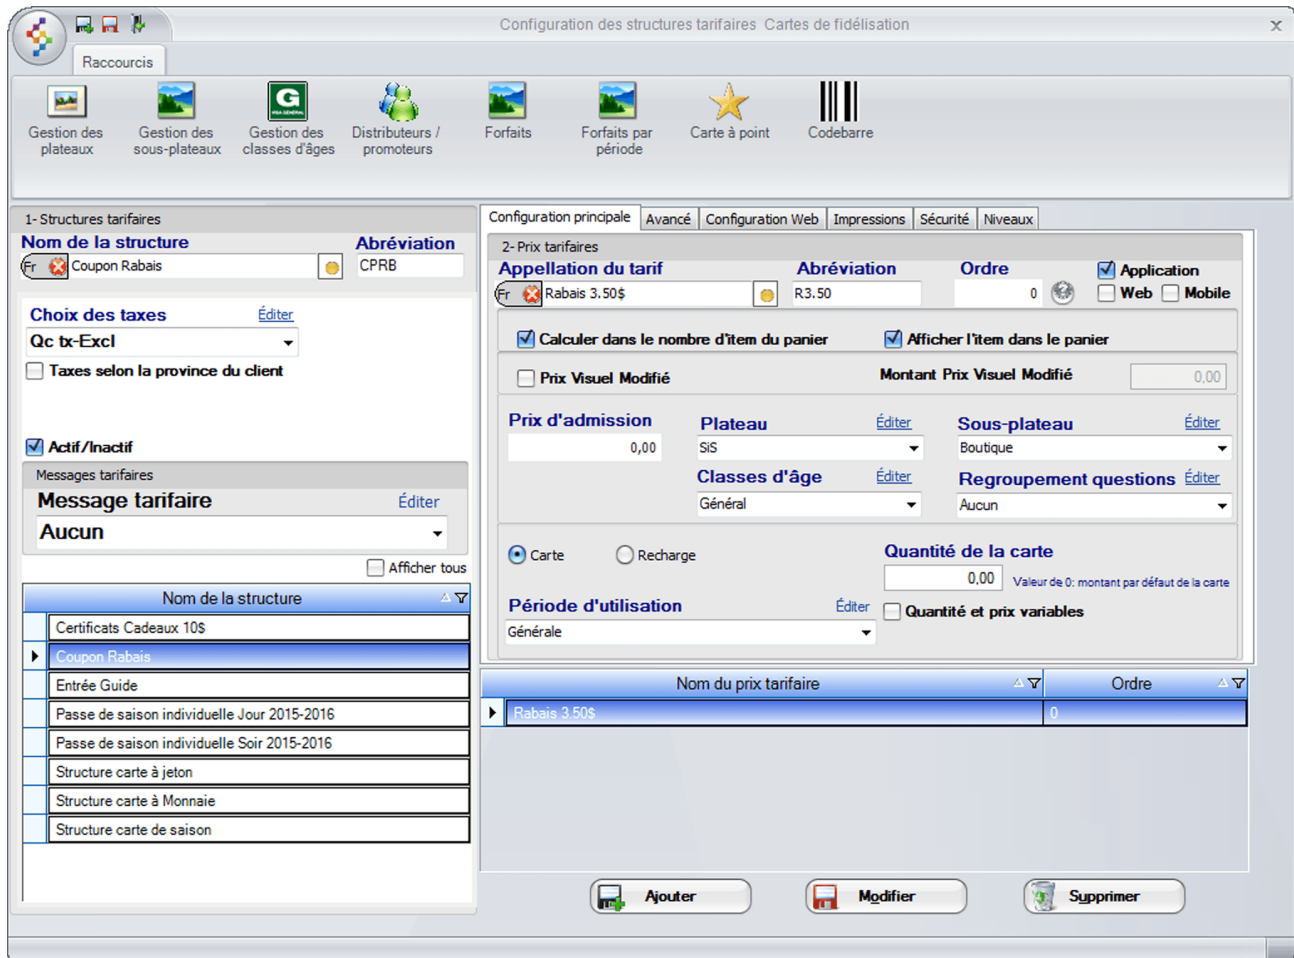 Configuration des structures tarifaires  Cartes de fidélisation
x
Raccourcis
Gestion des plateaux
Gestion des sous-plateaux
G
Gestion des classes d'âges
Distributeurs / promoteurs
Forfaits
Forfaits par période
Carte à point
Codebarre
1- Structures tarifaires
Nom de la structure
Abréviation
Fr
Coupon Rabais
CPRB
Choix des taxes
Éditer
Qc tx-Excl
Taxes selon la province du client
Actif/Inactif
Messages tarifaires
Message tarifaire
Éditer
Aucun
Afficher tous
Nom de la structure
Certificats Cadeaux 10$
Coupon Rabais
Entrée Guide
Passe de saison individuelle Jour 2015-2016
Passe de saison individuelle Soir 2015-2016
Structure carte à jeton
Structure carte à Monnaie
Structure carte de saison
Configuration principale
Avancé
Configuration Web
Impressions
Sécurité
Niveaux
2- Prix tarifaires
Appellation du tarif
Abréviation
Ordre
Application
Fr
Rabais 3.50$
R3.50
0
Web
Mobile
Calculer dans le nombre d'item du panier
Afficher l'item dans le panier
Prix Visuel Modifié
Montant Prix Visuel Modifié
0,00
Prix d'admission
Plateau
Éditer
Sous-plateau
Éditer
0,00
SiS
Boutique
Classes d'âge
Éditer
Regroupement questions
Éditer
Général
Aucun
Carte
Recharge
Quantité de la carte
0,00
Valeur de 0: montant par défaut de la carte
Période d'utilisation
Éditer
Quantité et prix variables
Générale
Nom du prix tarifaire
Ordre
Rabais 3.50$
0
Ajouter
Modifier
Supprimer